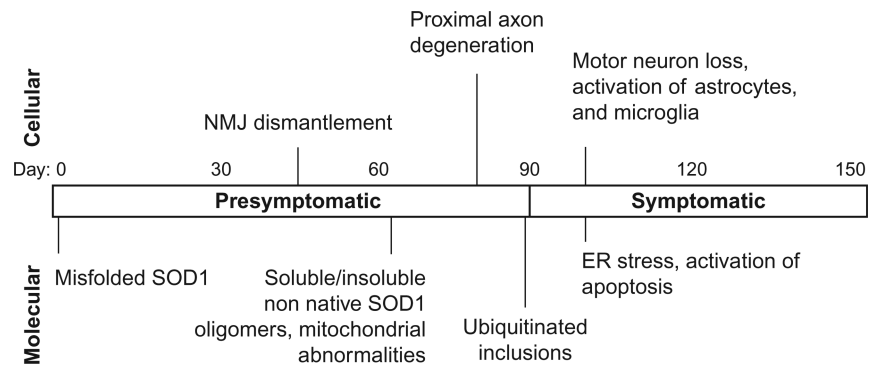 Proximal axon
degeneration
Motor neuron loss,
activation of astrocytes,
and microglia
Cellular
NMJ dismantlement
Day: 0 30 60 90 120 150
Presymptomatic Symptomatic
Molecular
Misfolded SOD1
Soluble/insoluble
non native SOD1
oligomers, mitochondrial
abnormalities
Ubiquitinated
inclusions
ER stress, activation of
apoptosis